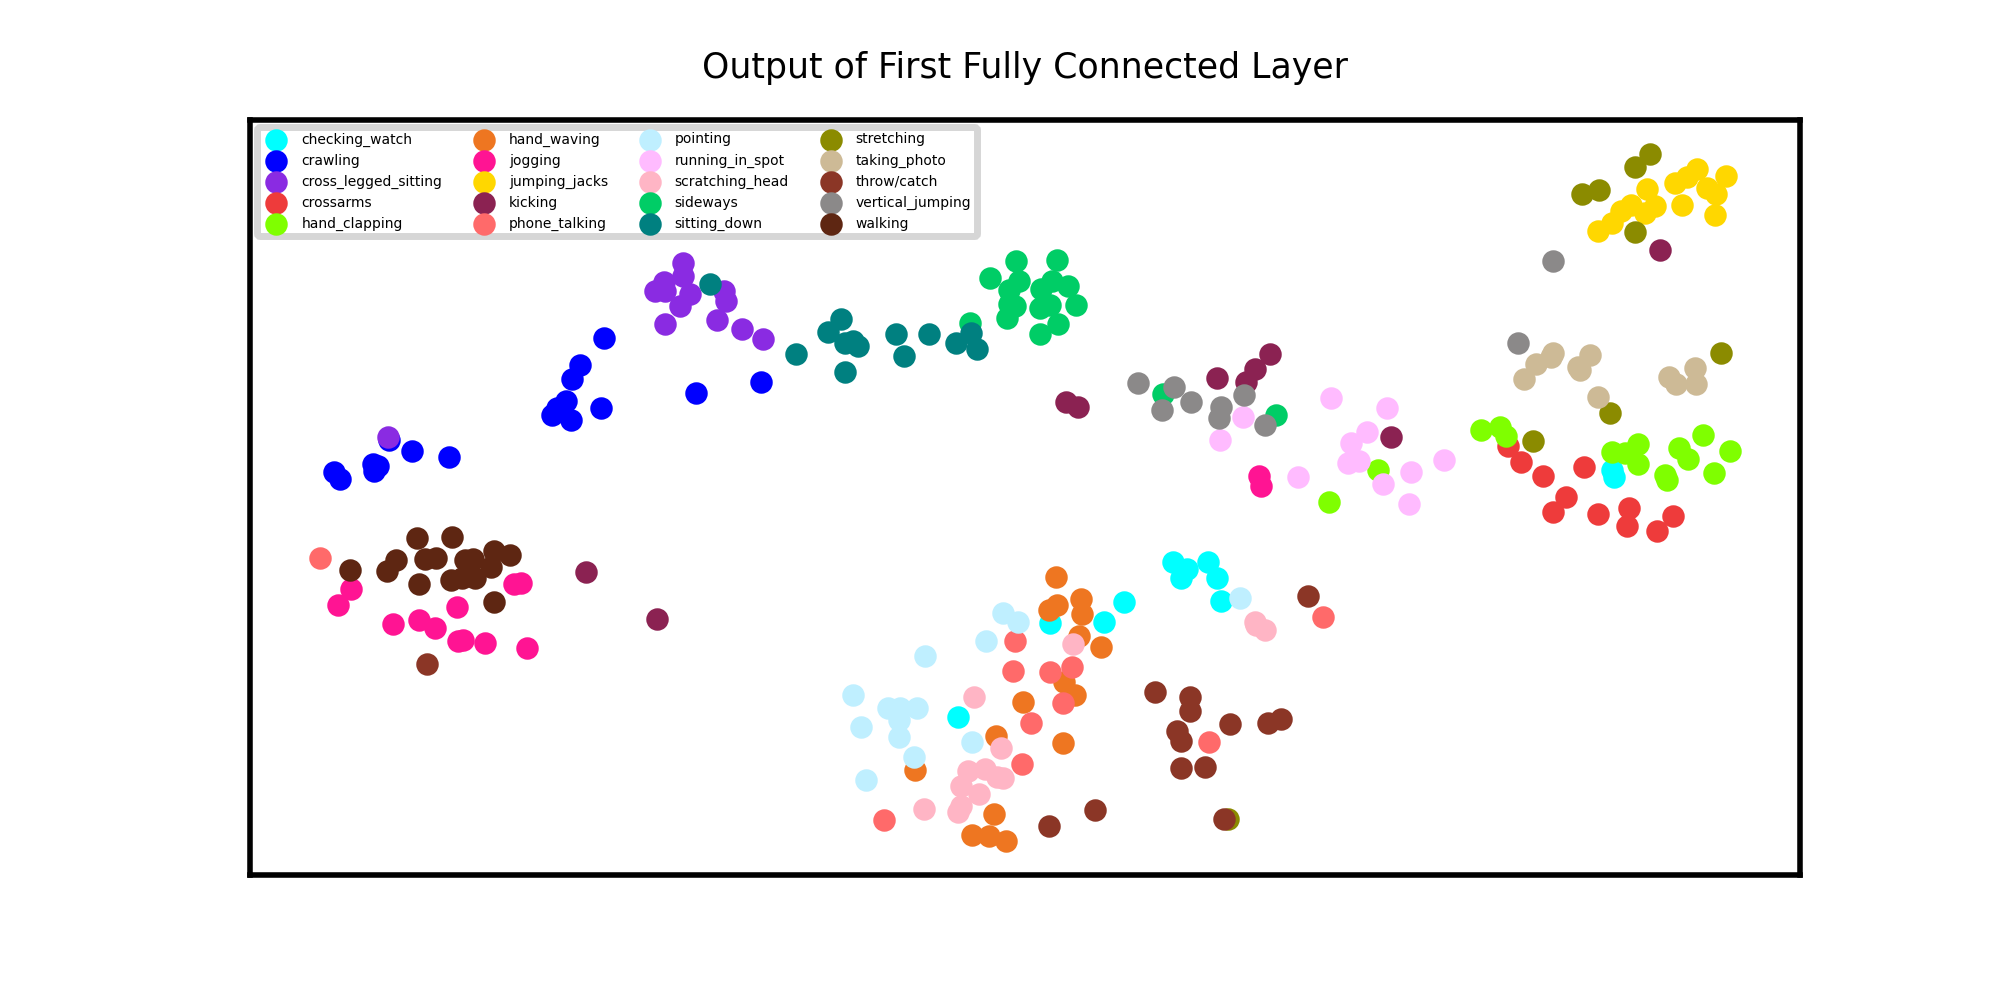 Output of First Fully Connected Layer
checking_watch
crawling
cross_legged_sitting
crossarms
hand_clapping
hand_waving
jogging
jumping_jacks
kicking
phone_talking
pointing
running_in_spot
scratching_head
sideways
sitting_down
stretching
taking_photo
throw/catch
vertical_jumping
walking